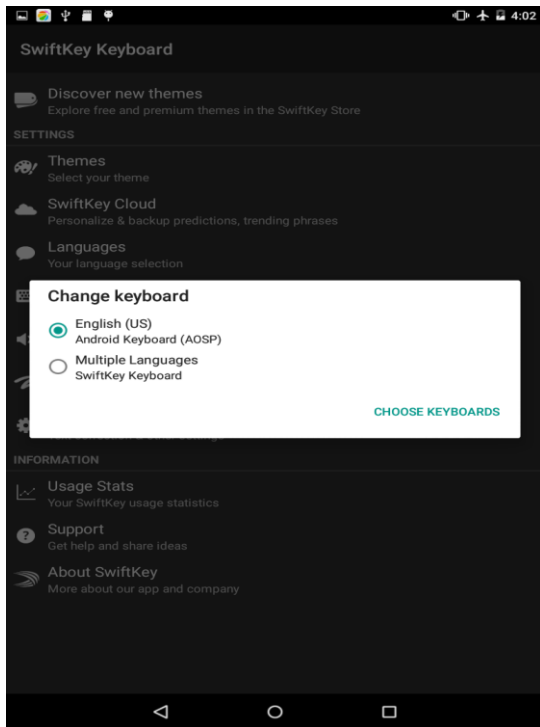 4:02
SwiftKey Keyboard
Discover new themes
Explore free and premium themes in the SwiftKey Store
SETTINGS
Themes
Select your theme
SwiftKey Cloud
Personalize & backup predictions, trending phrases
Languages
Your language selection
Change keyboard
English (US)
Android Keyboard (AOSP)
Multiple Languages
SwiftKey Keyboard
CHOOSE KEYBOARDS
INFORMATION
Usage Stats
Your SwiftKey usage statistics
Support
Get help and share ideas
About SwiftKey
More about our app and company